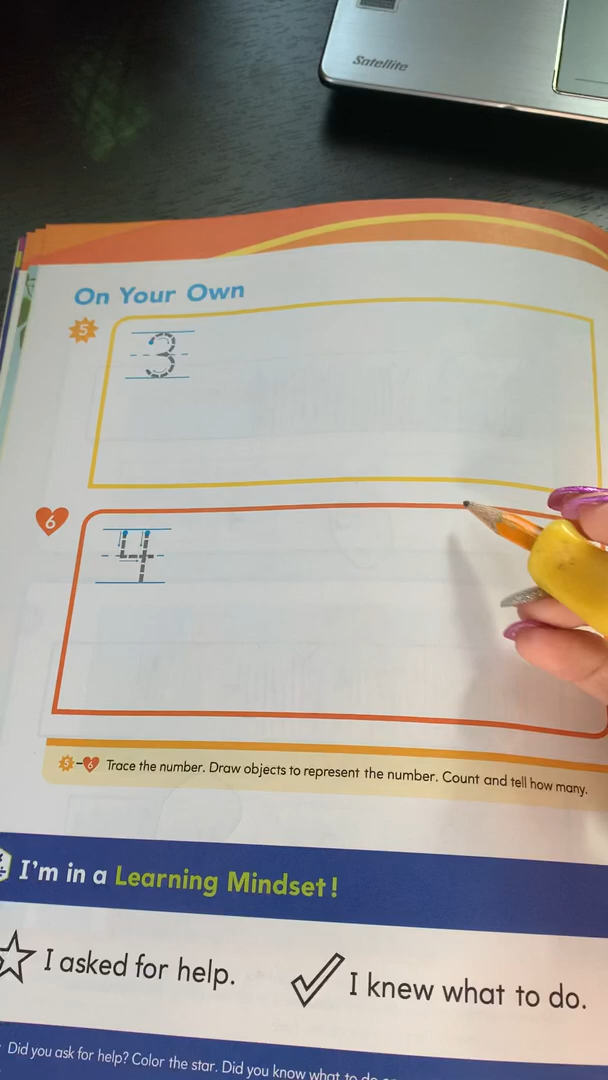 Satellite
On Your Own
5
3
6
4
5-6 Trace the number. Draw objects to represent the number. Count and tell how many.
I'm in a Learning Mindset!
I asked for help.
I knew what to do.
Did you ask for help? Color the star. Did you know what to